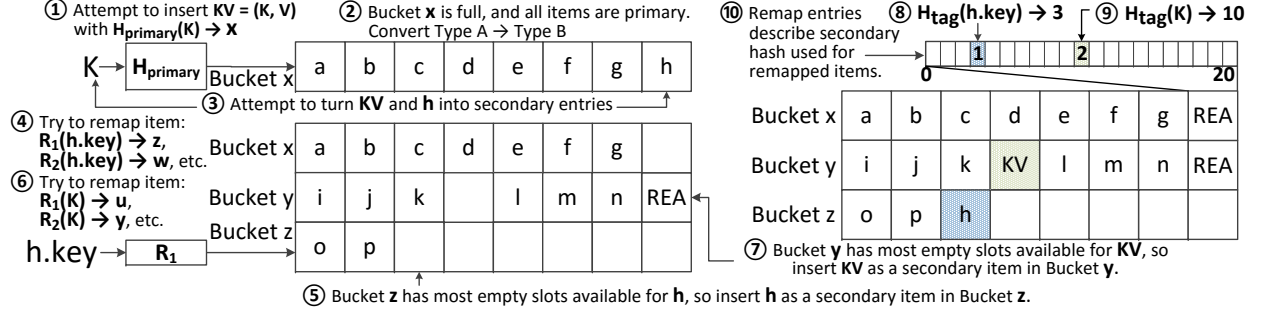 ① Attempt to insert KV = (K, V)
with Hprimary(K) → x
② Bucket x is full, and all items are primary.
Convert Type A → Type B
K
Hprimary
Bucket x
a b c d e f g h
③ Attempt to turn KV and h into secondary entries
④ Try to remap item:
R1(h.key) → z,
R2(h.key) → w, etc.
⑥ Try to remap item:
R1(K) → u,
R2(K) → y, etc.
h.key
R1
Bucket x
a b c d e f g
Bucket y
i j k l m n REA
Bucket z
o p
⑤ Bucket z has most empty slots available for h, so insert h as a secondary item in Bucket z.
⑩ Remap entries
describe secondary
hash used for
remapped items.
⑧ Htag(h.key) → 3
⑨ Htag(K) → 10
1 2
0 20
Bucket x
a b c d e f g REA
Bucket y
i j k KV l m n REA
Bucket z
o p h
⑦ Bucket y has most empty slots available for KV, so
insert KV as a secondary item in Bucket y.